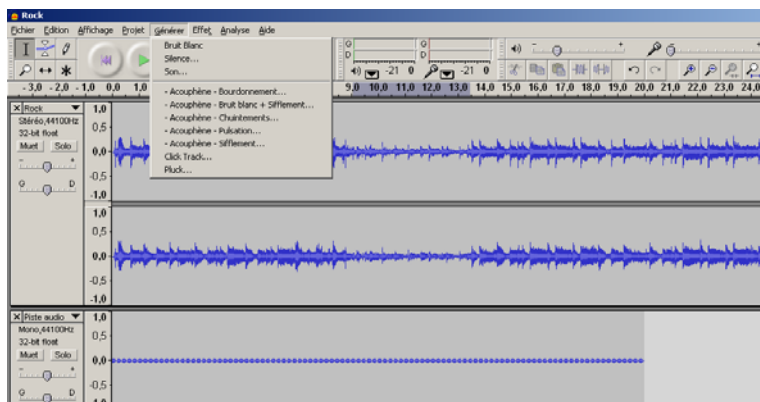 Rock
Fichier Edition Affichage Projet Générer Effet Analyse Aide
Bruit Blanc
Silence...
Son...
- Acouphène - Bourdonnement...
- Acouphène - Bruit blanc + Sifflement...
- Acouphène - Chuintements...
- Acouphène - Pulsation...
- Acouphène - Sifflement...
Click Track...
Pluck...
G G
D D
-21 0 -21 0
- +
-3,0 -2,0 -1,0 0,0 1,0 9,0 10,0 11,0 12,0 13,0 14,0 15,0 16,0 17,0 18,0 19,0 20,0 21,0 22,0 23,0 24,0
X Rock
Stéréo,44100Hz
32-bit float
Muet Solo
- +
G D
1,0
0,5
0,0
-0,5
-1,0
1,0
0,5
0,0
-0,5
-1,0
X Piste audio
Mono,44100Hz
32-bit float
Muet Solo
- +
G D
1,0
0,5
0,0
-0,5